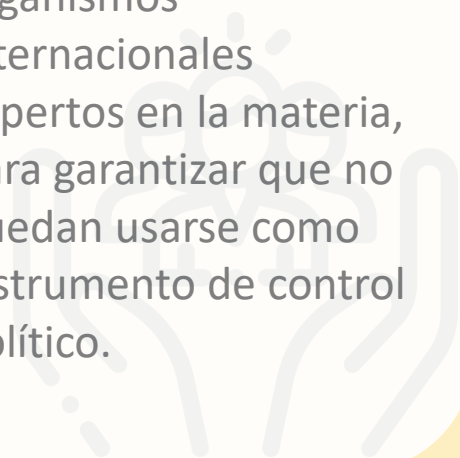 ganismos
ternacionales
pertos en la materia,
ra garantizar que no
uedan usarse como
strumento de control
lítico.